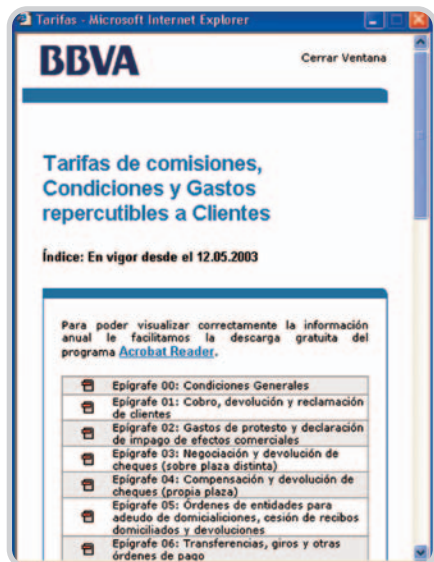 Tarifas - Microsoft Internet Explorer
BBVA
Cerrar Ventana
Tarifas de comisiones,
Condiciones y Gastos
repercutibles a Clientes
Índice: En vigor desde el 12.05.2003
Para poder visualizar correctamente la información
anual le facilitamos la descarga gratuita del
programa Acrobat Reader.
Epígrafe 00: Condiciones Generales
Epígrafe 01: Cobro, devolución y reclamación
de clientes
Epígrafe 02: Gastos de protesto y declaración
de impago de efectos comerciales
Epígrafe 03: Negociación y devolución de
cheques (sobre plaza distinta)
Epígrafe 04: Compensación y devolución de
cheques (propia plaza)
Epígrafe 05: Órdenes de entidades para
adeudo de domicialiciones, cesión de recibos
domiciliados y devoluciones
Epígrafe 06: Transferencias, giros y otras
órdenes de pago